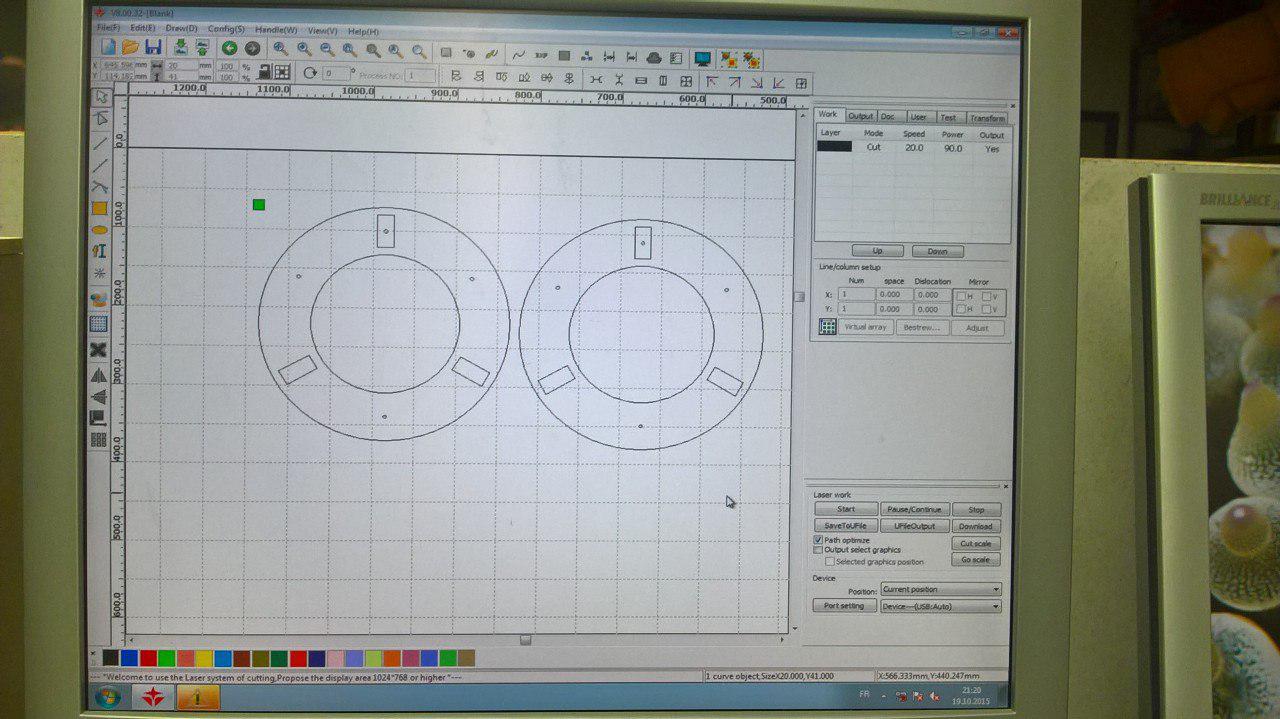 V8.00.32-[Blank]
File(F) Edit(E) Draw(D) Config(S) Handle(W) View(V) Help(H)
X mm 20 100 %
Y mm 41 100 %
0 ° Process NO: 1
1200.0 1100.0 1000.0 900.0 800.0 700.0 600.0 500.0
0.0
100.0
200.0
300.0
400.0
500.0
600.0
Work Output Doc User Test Transform
Layer Mode Speed Power Output
Cut 20.0 90.0 Yes
Up Down
Line/column setup
Num space Dislocation Mirror
X: 1 0.000 0.000 H V
Y: 1 0.000 0.000 H V
Virtual array Bestrew... Adjust
Laser work
Start Pause/Continue Stop
SaveToUFile UFileOutput Download
Path optimize
Output select graphics
Selected graphics position
Cut scale
Go scale
Device
Position: Current position
Port setting Device---(USB:Auto)
--- "Welcome to use the Laser system of cutting,Propose the display area 1024*768 or higher "---
1 curve object,SizeX20.000,Y41.000
X:566.333mm,Y:440.247mm
FR
21:20
19.10.2015
BRILLIANCE